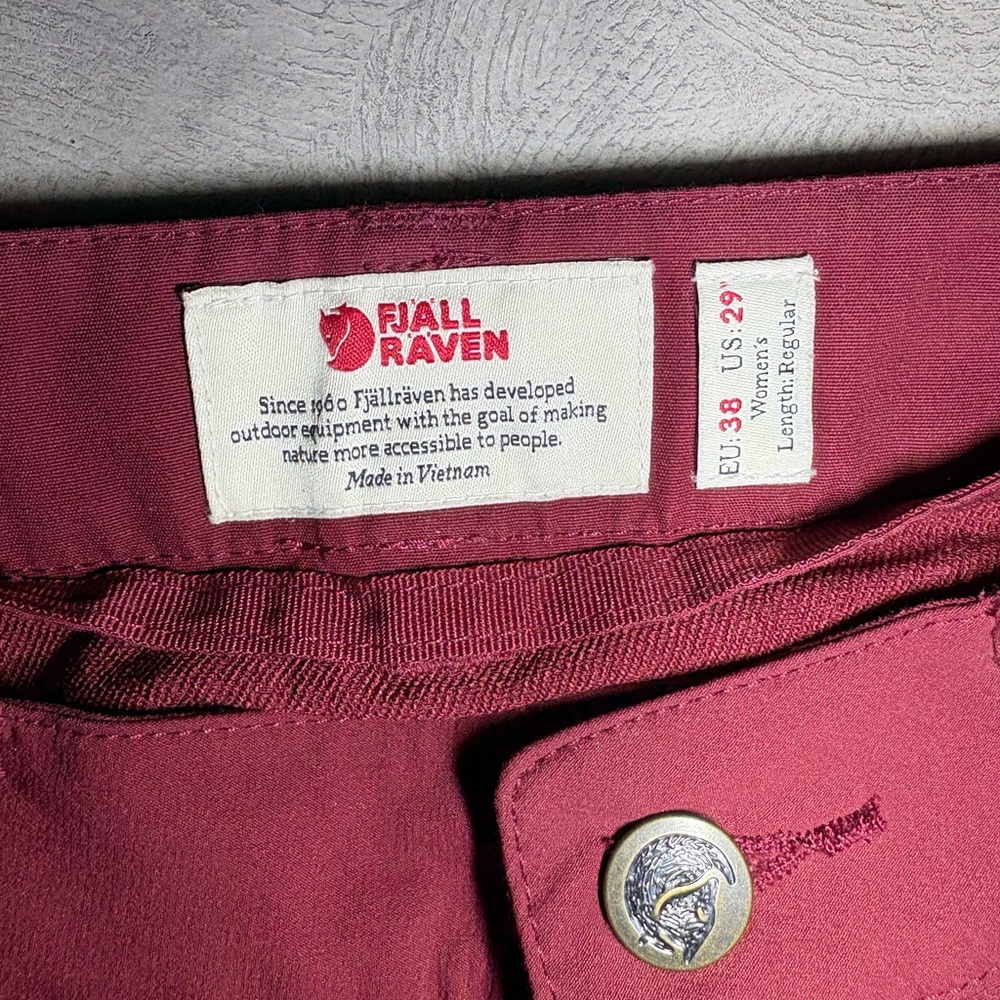 FJÄLL
RÄVEN
Since 1960 Fjällräven has developed
outdoor equipment with the goal of making
nature more accessible to people.
Made in Vietnam
EU: 38 US: 29"
Women's
Length: Regular